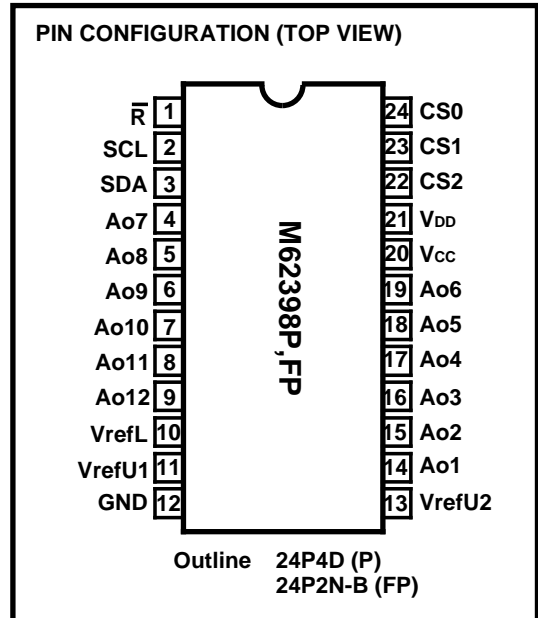 PIN CONFIGURATION (TOP VIEW)
R̅ 1 24 CS0
SCL 2 23 CS1
SDA 3 22 CS2
Ao7 4 21 VDD
Ao8 5 20 VCC
Ao9 6 19 Ao6
Ao10 7 18 Ao5
Ao11 8 17 Ao4
Ao12 9 16 Ao3
VrefL 10 15 Ao2
VrefU1 11 14 Ao1
GND 12 13 VrefU2
M62398P,FP
Outline 24P4D (P)
24P2N-B (FP)